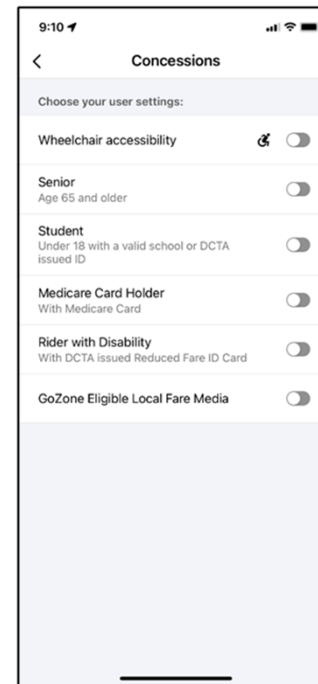 9:10
Concessions
Choose your user settings:
Wheelchair accessibility
Senior
Age 65 and older
Student
Under 18 with a valid school or DCTA
issued ID
Medicare Card Holder
With Medicare Card
Rider with Disability
With DCTA issued Reduced Fare ID Card
GoZone Eligible Local Fare Media